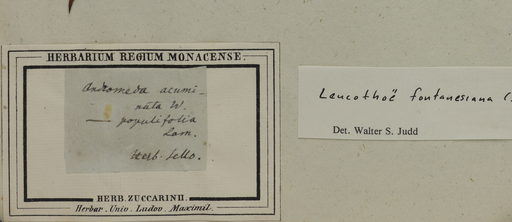 HERBARIUM REGIUM MONACENSE.
Andromeda acumi-
nata W.
— populifolia
Lam.
Herb.
HERB. ZUCCARINII.
Herbar. Univ. Ludov. Maximil.
Leucothoë fontanesiana
Det. Walter S. Judd